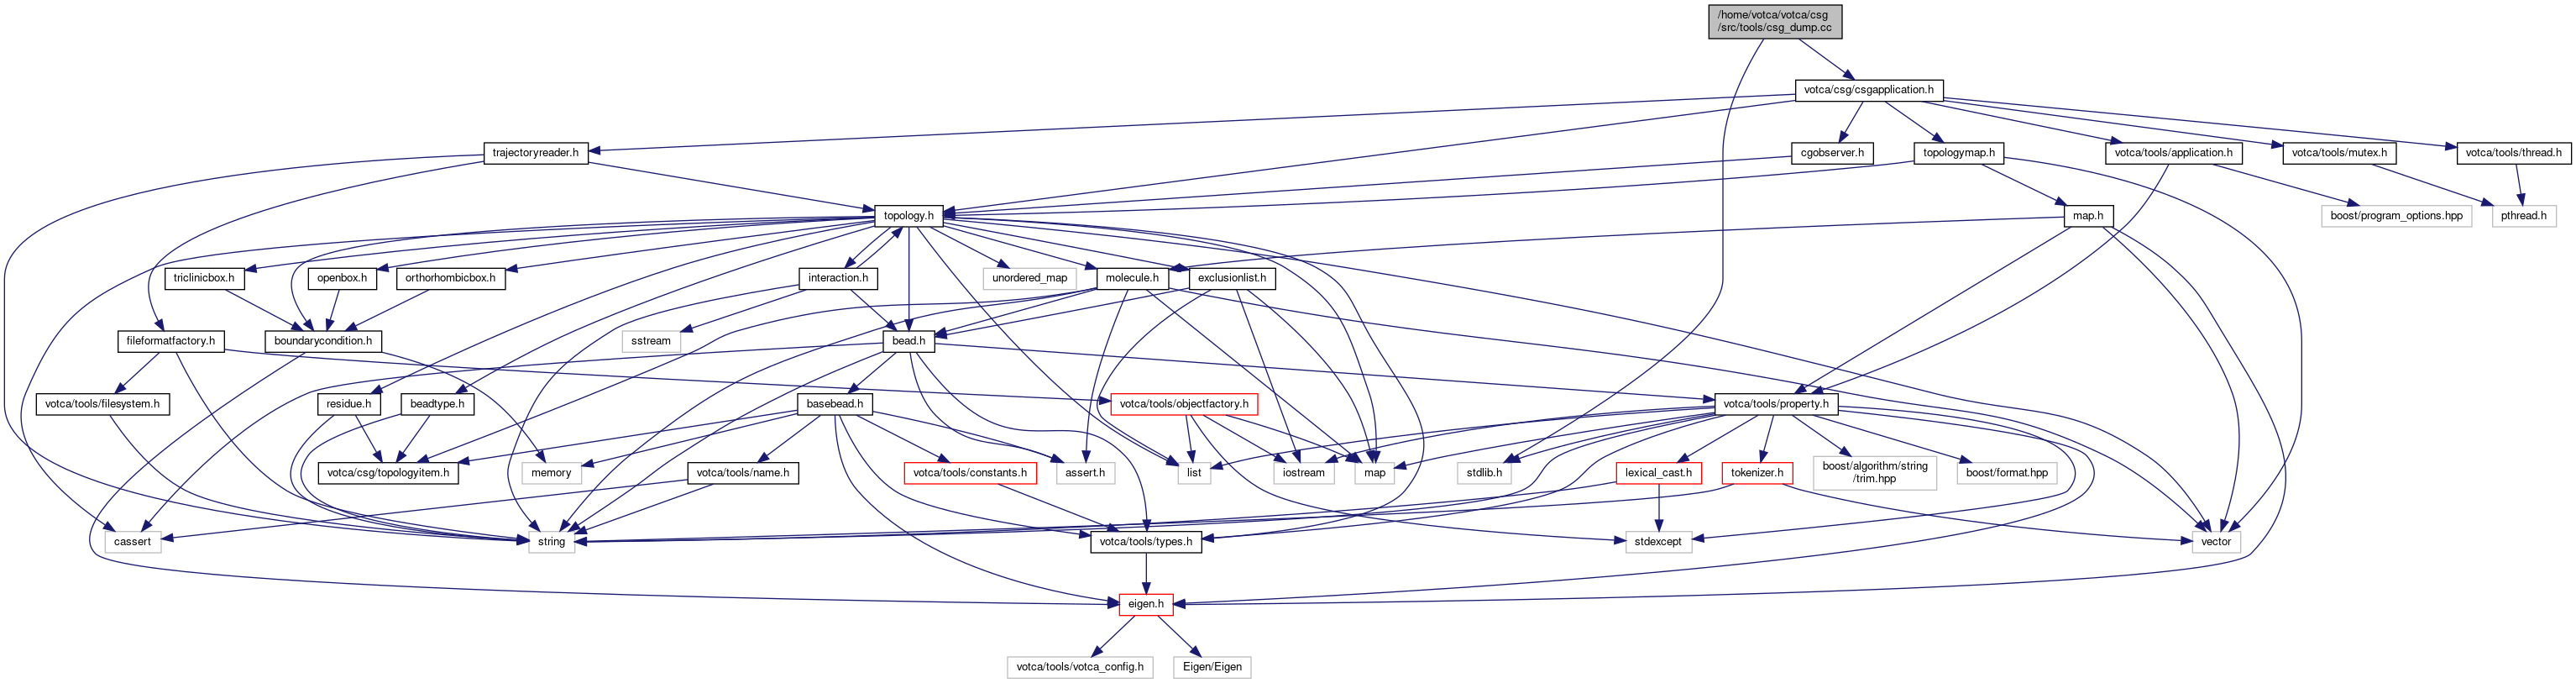 /home/votca/votca/csg
/src/tools/csg_dump.cc
votca/csg/csgapplication.h
trajectoryreader.h
cgobserver.h
topologymap.h
votca/tools/application.h
votca/tools/mutex.h
votca/tools/thread.h
topology.h
map.h
boost/program_options.hpp
pthread.h
triclinicbox.h
openbox.h
orthorhombicbox.h
interaction.h
unordered_map
molecule.h
exclusionlist.h
fileformatfactory.h
boundarycondition.h
sstream
bead.h
votca/tools/filesystem.h
residue.h
beadtype.h
basebead.h
votca/tools/objectfactory.h
votca/tools/property.h
votca/csg/topologyitem.h
memory
votca/tools/name.h
votca/tools/constants.h
assert.h
list
iostream
map
stdlib.h
lexical_cast.h
tokenizer.h
boost/algorithm/string
/trim.hpp
boost/format.hpp
cassert
string
votca/tools/types.h
stdexcept
vector
eigen.h
votca/tools/votca_config.h
Eigen/Eigen